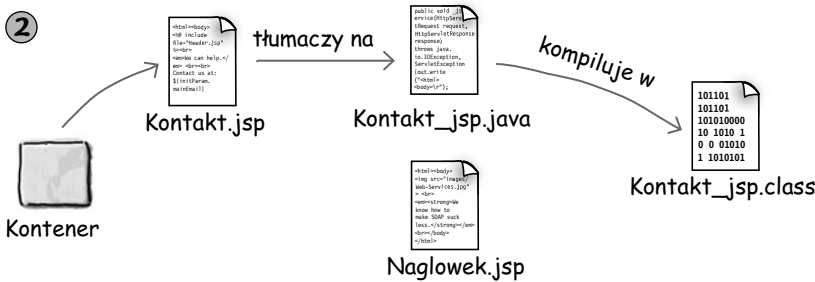 2
<html><body>
<%@ include
file="Header.jsp"
%><br>
<em>We can help.</
em> <br><br>
Contact us at:
${initParam.
mainEmail}
Kontakt.jsp
tłumaczy na
public void _js
ervice(HttpServ
tRequest request,
HttpServletResponse
response)
throws java.
io.IOException,
ServletException
{out.write
("<html>
<body>\r");
Kontakt_jsp.java
kompiluje w
101101
101101
101010000
10 1010 1
0 0 01010
1 1010101
Kontakt_jsp.class
Kontener
<html><body>
<img src="images/
Web-Services.jpg"
> <br>
<em><strong>We
know how to
make SOAP suck
less.</strong></em>
<br></body>
</html>
Naglowek.jsp